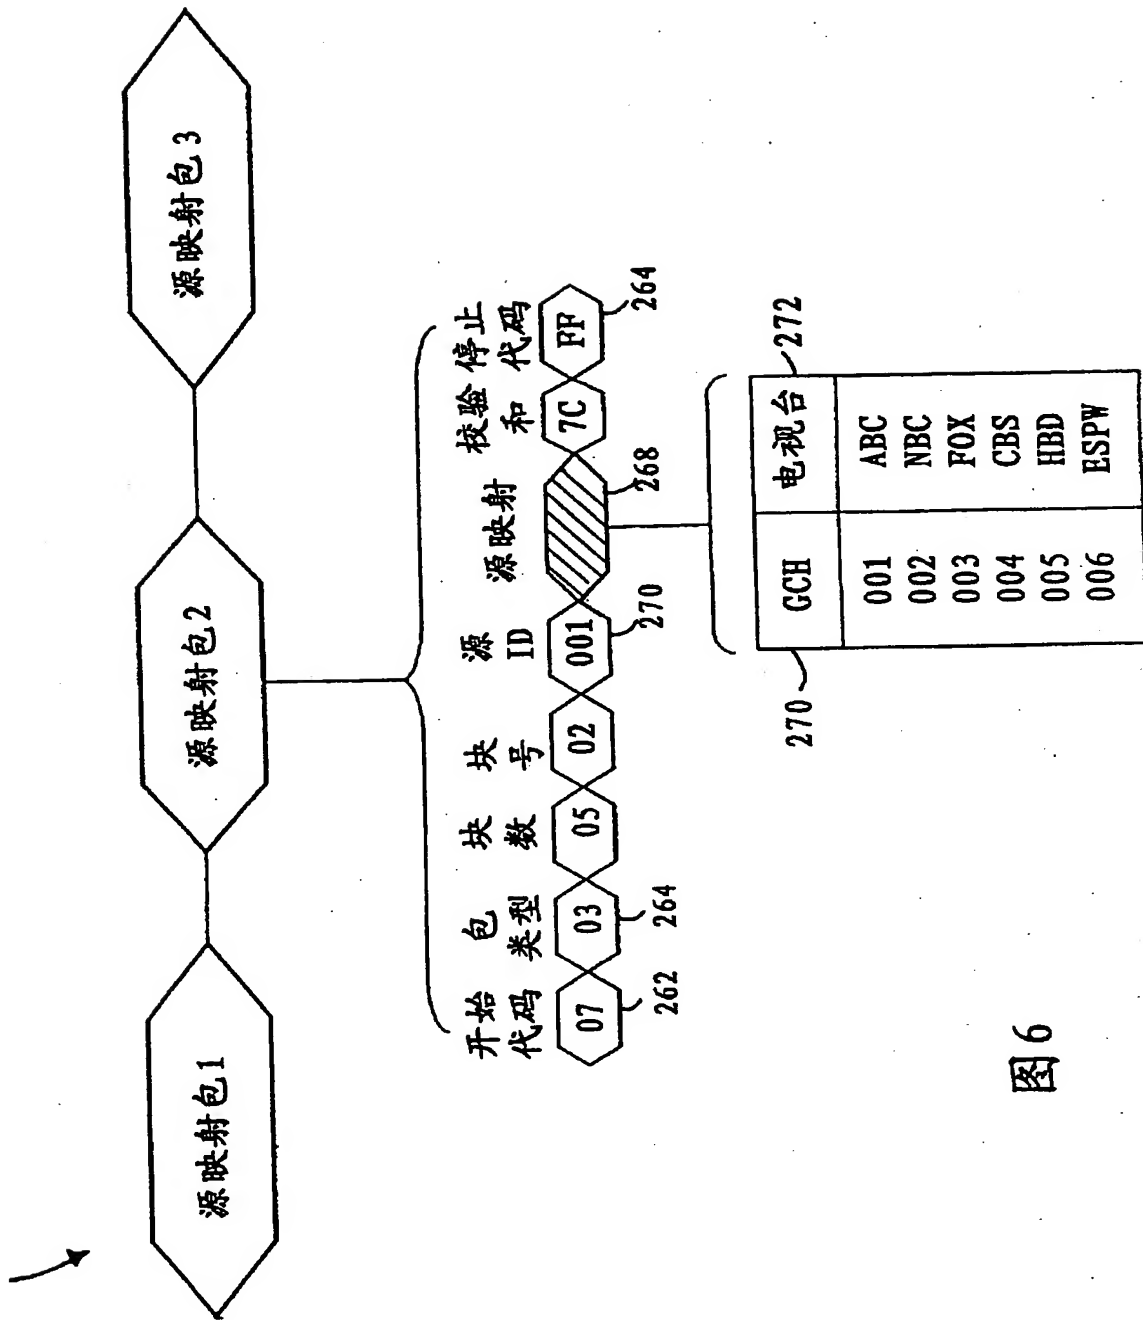 源映射包1
源映射包2
源映射包3
开始
代码
包
类型
块
数
块
号
源
ID
源映射
校验
和
停止
代码
07
03
05
02
001
7C
FF
262
264
270
268
264
270
272
GCH 电视台
001 ABC
002 NBC
003 FOX
004 CBS
005 HBD
006 ESPW
图6